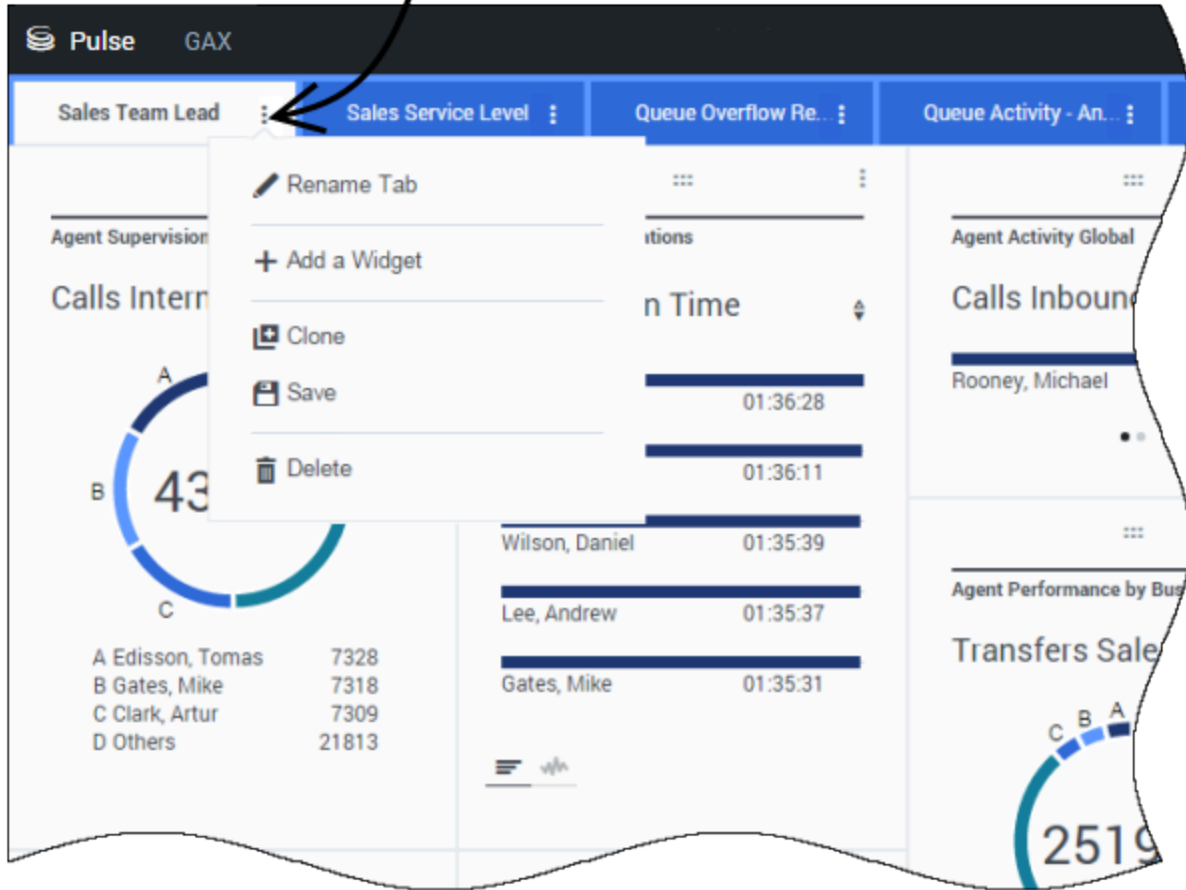 Pulse GAX
Sales Team Lead
Sales Service Level
Queue Overflow Re...
Queue Activity - An...
Rename Tab
Add a Widget
Clone
Save
Delete
Agent Supervision
Calls Intern
A
B
C
43
A Edisson, Tomas 7328
B Gates, Mike 7318
C Clark, Artur 7309
D Others 21813
n Time
01:36:28
01:36:11
Wilson, Daniel 01:35:39
Lee, Andrew 01:35:37
Gates, Mike 01:35:31
Agent Activity Global
Calls Inboun
Rooney, Michael
Agent Performance by Bus
Transfers Sale
C B A
2519